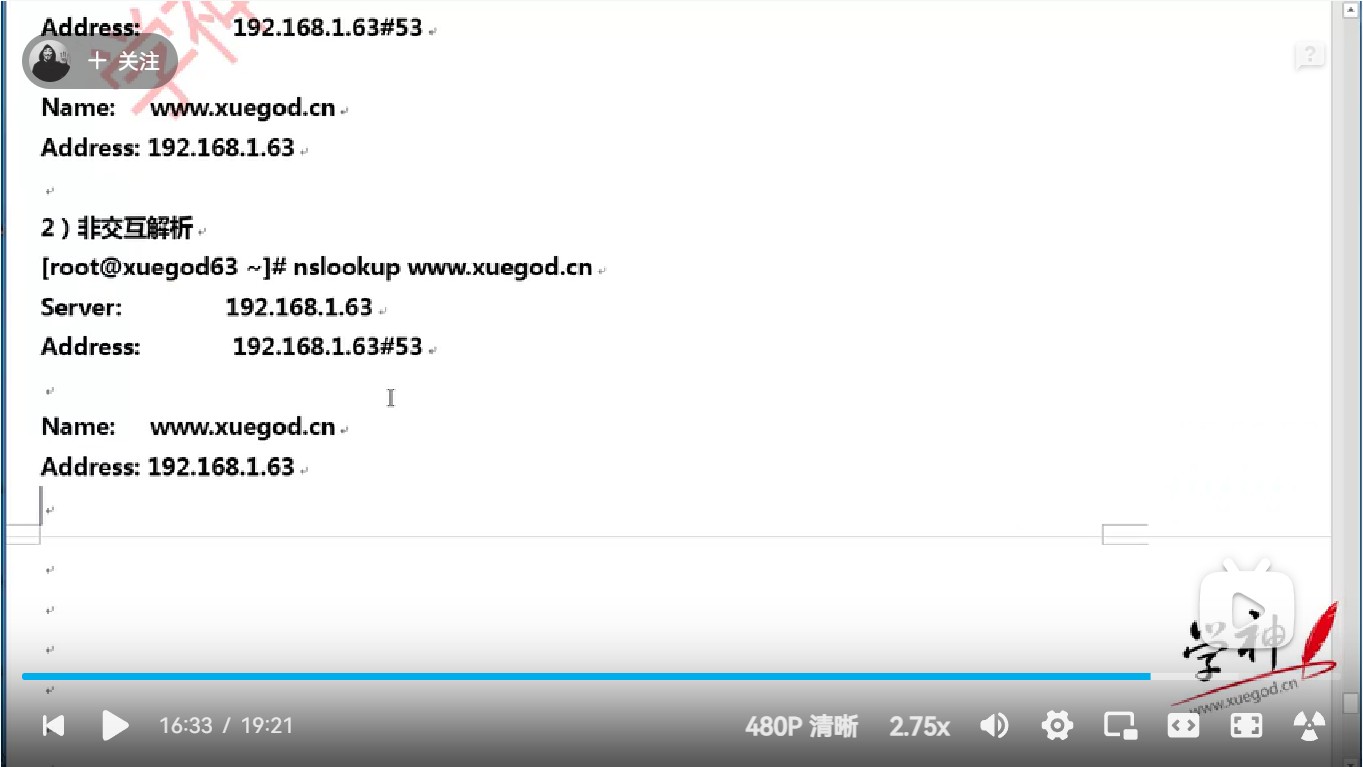 Address: 192.168.1.63#53
+ 关注
Name: www.xuegod.cn
Address: 192.168.1.63
2）非交互解析
[root@xuegod63 ~]# nslookup www.xuegod.cn
Server: 192.168.1.63
Address: 192.168.1.63#53
Name: www.xuegod.cn
Address: 192.168.1.63
学神
www.xuegod.cn
16:33 / 19:21
480P 清晰
2.75x